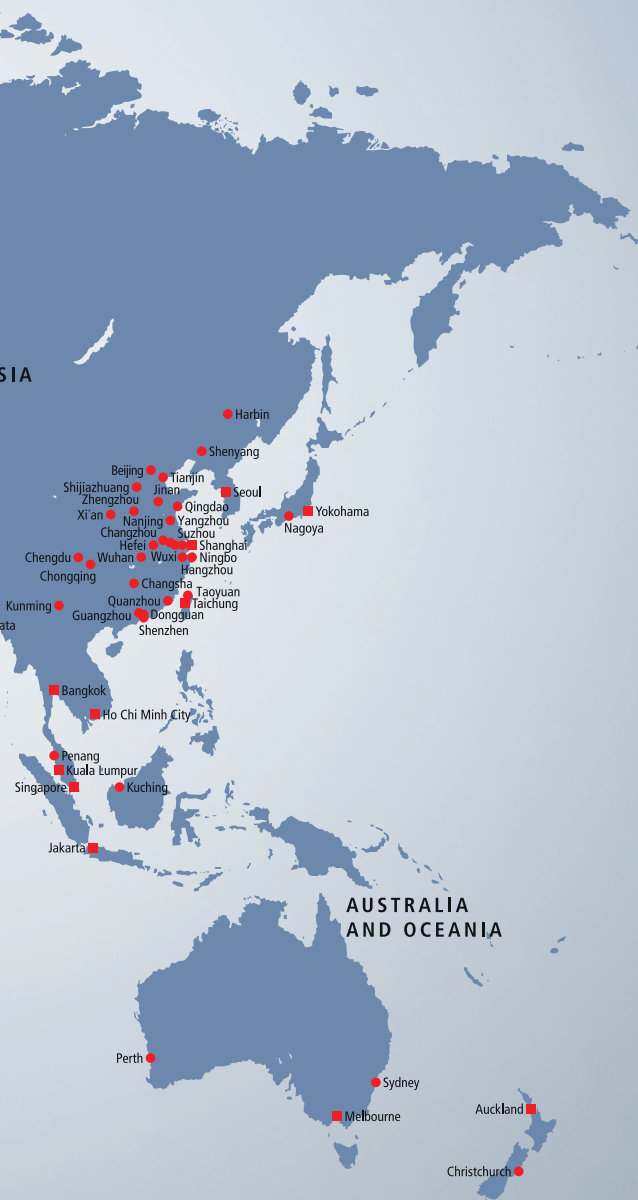 SIA
Harbin
Shenyang
Beijing
Tianjin
Shijiazhuang
Jinan
Seoul
Zhengzhou
Qingdao
Yokohama
Xi´an
Nanjing
Yangzhou
Nagoya
Changzhou
Suzhou
Hefei
Shanghai
Chengdu
Wuhan
Wuxi
Ningbo
Chongqing
Hangzhou
Changsha
Taoyuan
Quanzhou
Taichung
Kunming
Guangzhou
Dongguan
ata
Shenzhen
Bangkok
Ho Chi Minh City
Penang
Kuala Lumpur
Singapore
Kuching
Jakarta
AUSTRALIA
AND OCEANIA
Perth
Sydney
Auckland
Melbourne
Christchurch